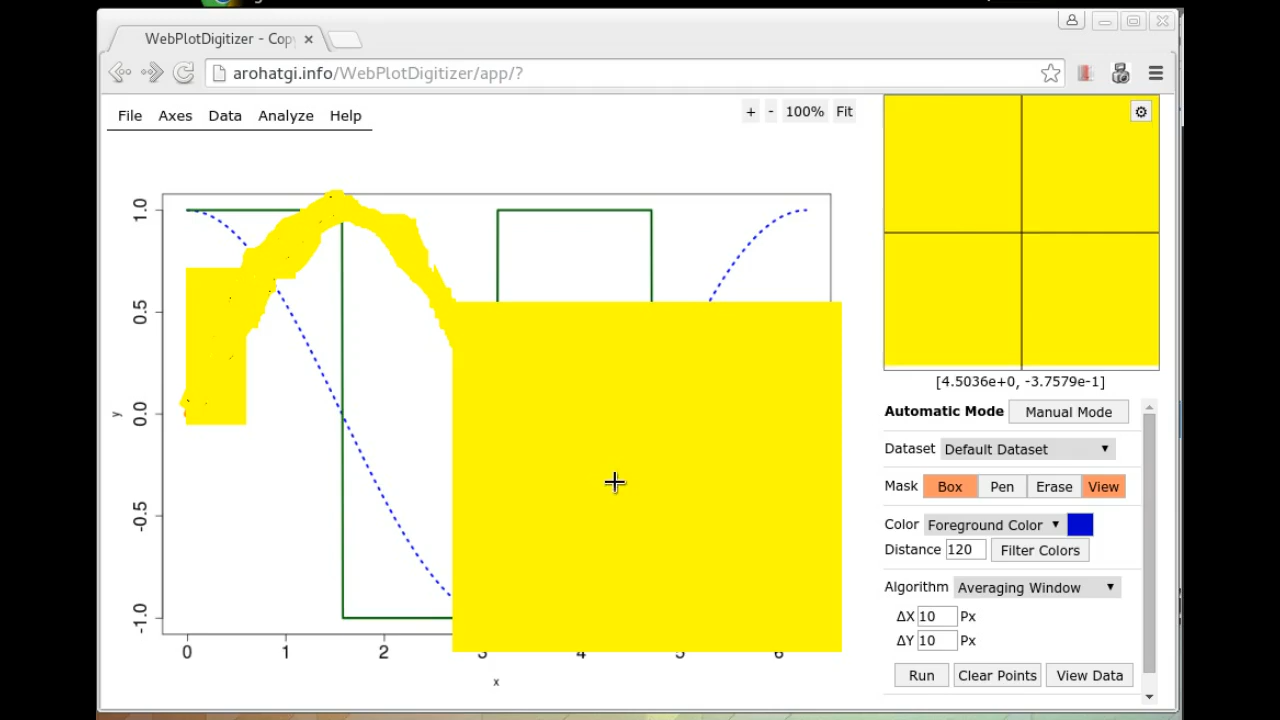 WebPlotDigitizer - Cop
arohatgi.info/WebPlotDigitizer/app/?
File Axes Data Analyze Help
+ - 100% Fit
1.0
0.5
0.0
-0.5
-1.0
y
0 1 2 3 4 5 6
x
[4.5036e+0, -3.7579e-1]
Automatic Mode Manual Mode
Dataset Default Dataset
Mask Box Pen Erase View
Color Foreground Color
Distance 120 Filter Colors
Algorithm Averaging Window
ΔX 10 Px
ΔY 10 Px
Run Clear Points View Data